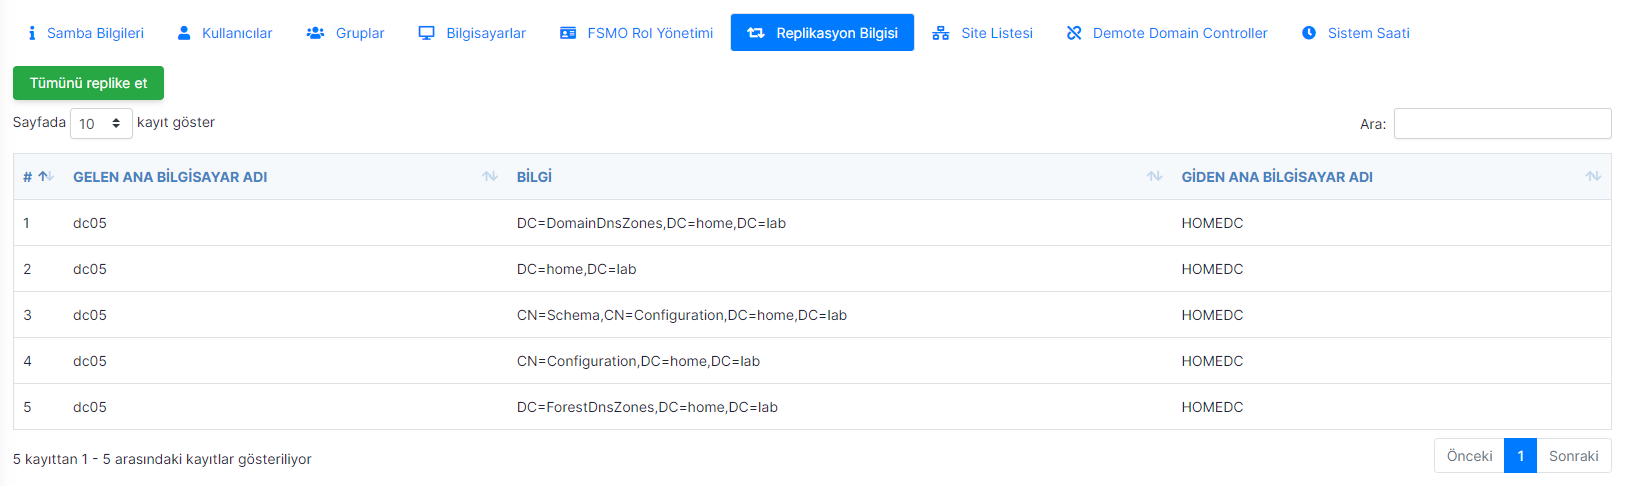 Samba Bilgileri Kullanıcılar Gruplar Bilgisayarlar FSMO Rol Yönetimi Replikasyon Bilgisi Site Listesi Demote Domain Controller Sistem Saati
Tümünü replike et
Sayfada 10 kayıt göster Ara:
# GELEN ANA BİLGİSAYAR ADI BİLGİ GİDEN ANA BİLGİSAYAR ADI
1 dc05 DC=DomainDnsZones,DC=home,DC=lab HOMEDC
2 dc05 DC=home,DC=lab HOMEDC
3 dc05 CN=Schema,CN=Configuration,DC=home,DC=lab HOMEDC
4 dc05 CN=Configuration,DC=home,DC=lab HOMEDC
5 dc05 DC=ForestDnsZones,DC=home,DC=lab HOMEDC
5 kayıttan 1 - 5 arasındaki kayıtlar gösteriliyor Önceki 1 Sonraki